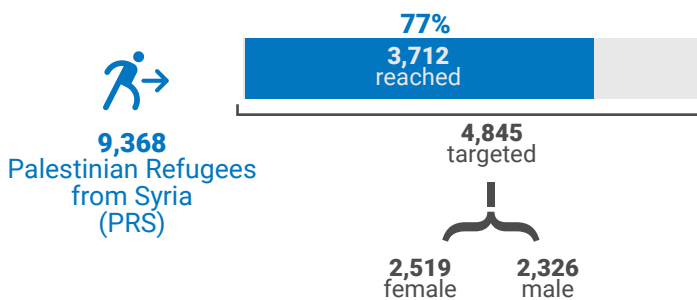 77%
3,712
reached
9,368
Palestinian Refugees
from Syria
(PRS)
4,845
targeted
2,519
female
2,326
male